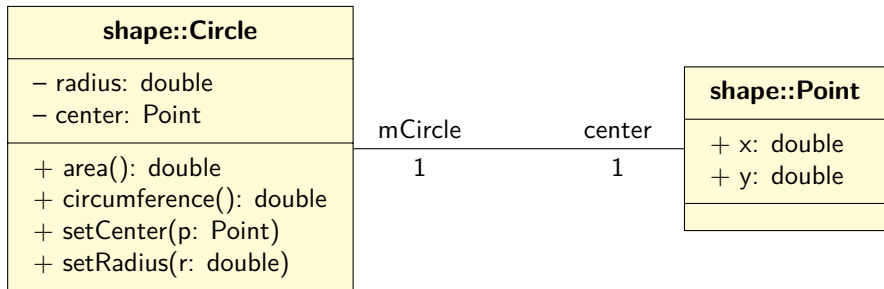 shape::Circle
– radius: double
– center: Point
+ area(): double
+ circumference(): double
+ setCenter(p: Point)
+ setRadius(r: double)
mCircle
1
center
1
shape::Point
+ x: double
+ y: double